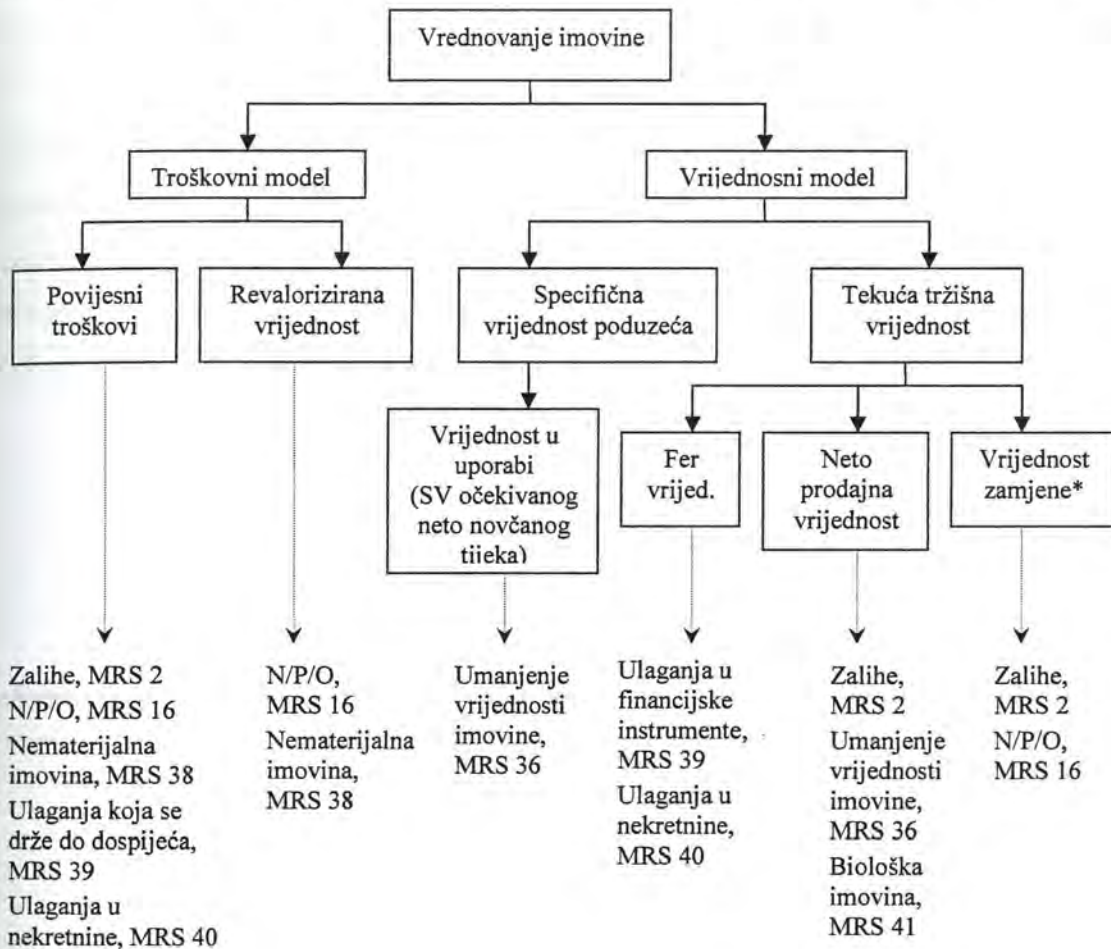 Vrednovanje imovine
Troškovni model
Vrijednosni model
Povijesni
troškovi
Revalorizirana
vrijednost
Specifična
vrijednost poduzeća
Tekuća tržišna
vrijednost
Vrijednost u
uporabi
(SV očekivanog
neto novčanog
tijeka)
Fer
vrijed.
Neto
prodajna
vrijednost
Vrijednost
zamjene*
Zalihe, MRS 2
N/P/O, MRS 16
Nematerijalna
imovina, MRS 38
Ulaganja koja se
drže do dospijeća,
MRS 39
Ulaganja u
nekretnine, MRS 40
N/P/O,
MRS 16
Nematerijalna
imovina,
MRS 38
Umanjenje
vrijednosti
imovine,
MRS 36
Ulaganja u
financijske
instrumente,
MRS 39
Ulaganja u
nekretnine,
MRS 40
Zalihe,
MRS 2
Umanjenje
vrijednosti
imovine,
MRS 36
Biološka
imovina,
MRS 41
Zalihe,
MRS 2
N/P/O,
MRS 16